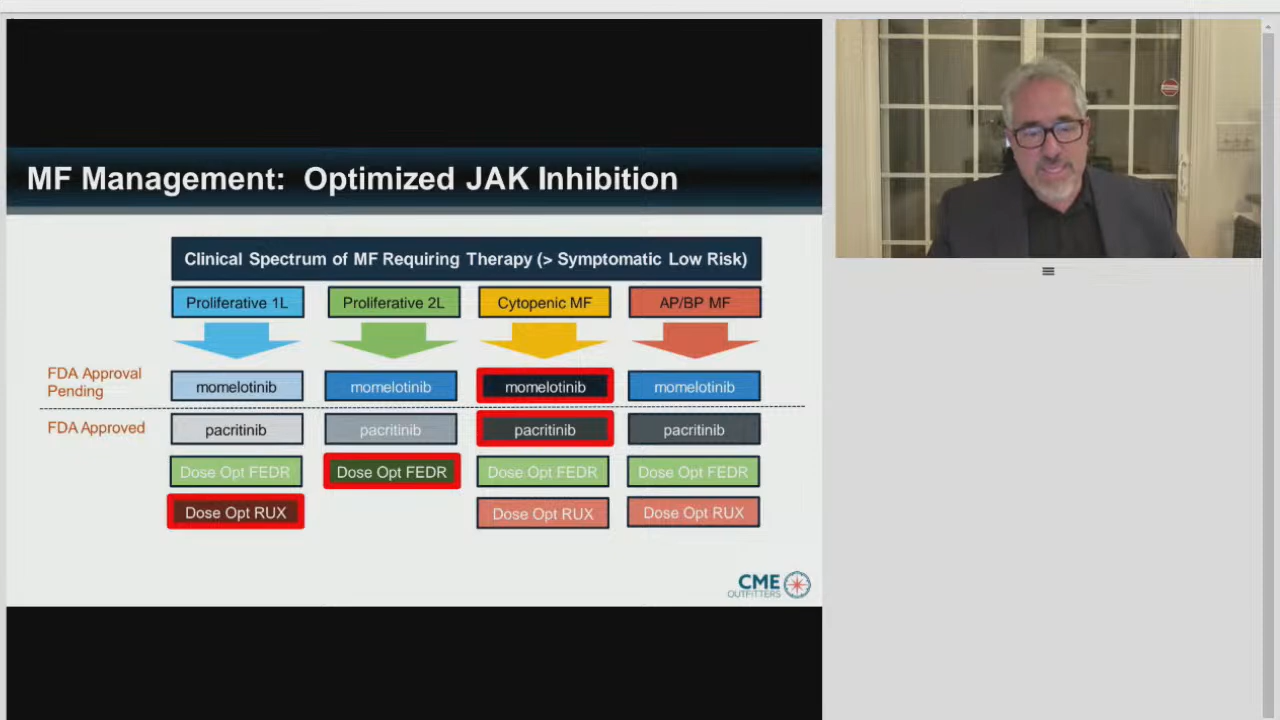 MF Management: Optimized JAK Inhibition
Clinical Spectrum of MF Requiring Therapy (> Symptomatic Low Risk)
Proliferative 1L
Proliferative 2L
Cytopenic MF
AP/BP MF
FDA Approval
Pending
momelotinib
momelotinib
momelotinib
momelotinib
FDA Approved
pacritinib
pacritinib
pacritinib
pacritinib
Dose Opt FEDR
Dose Opt FEDR
Dose Opt FEDR
Dose Opt FEDR
Dose Opt RUX
Dose Opt RUX
Dose Opt RUX
CME
OUTFITTERS